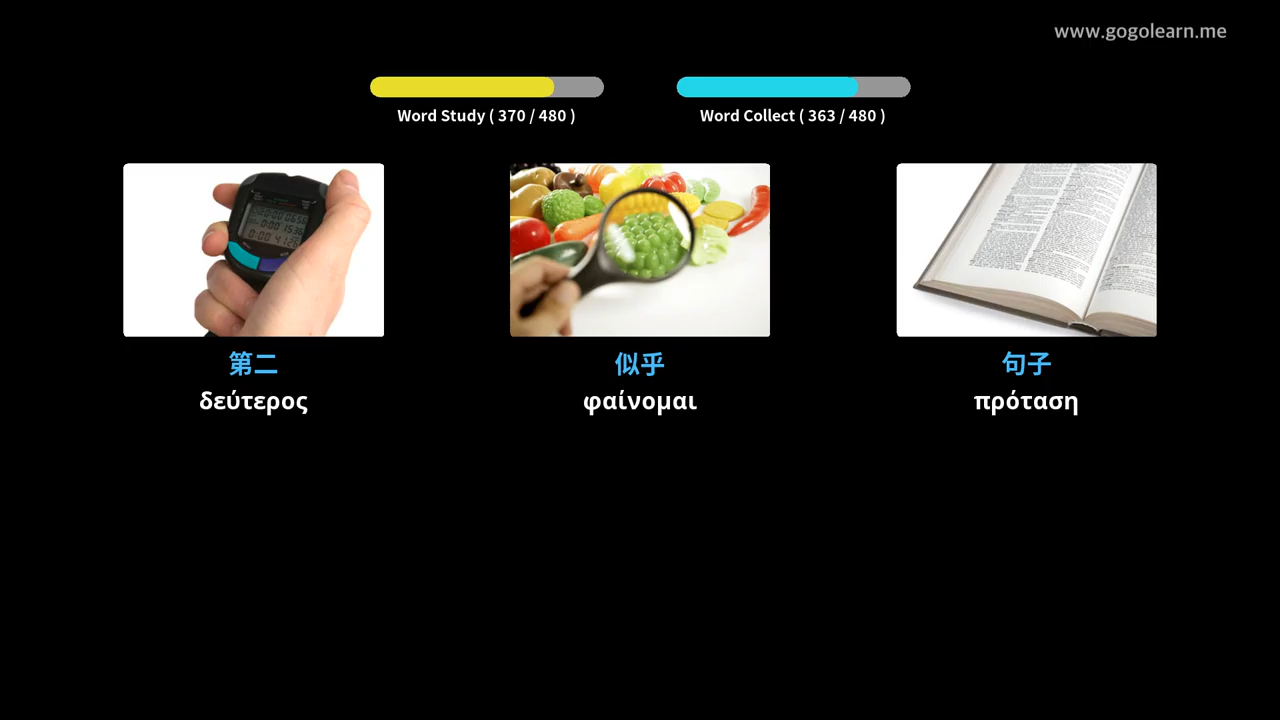 www.gogolearn.me
Word Study ( 370 / 480 )
Word Collect ( 363 / 480 )
第二
似乎
句子
δεύτερος
φαίνομαι
πρόταση